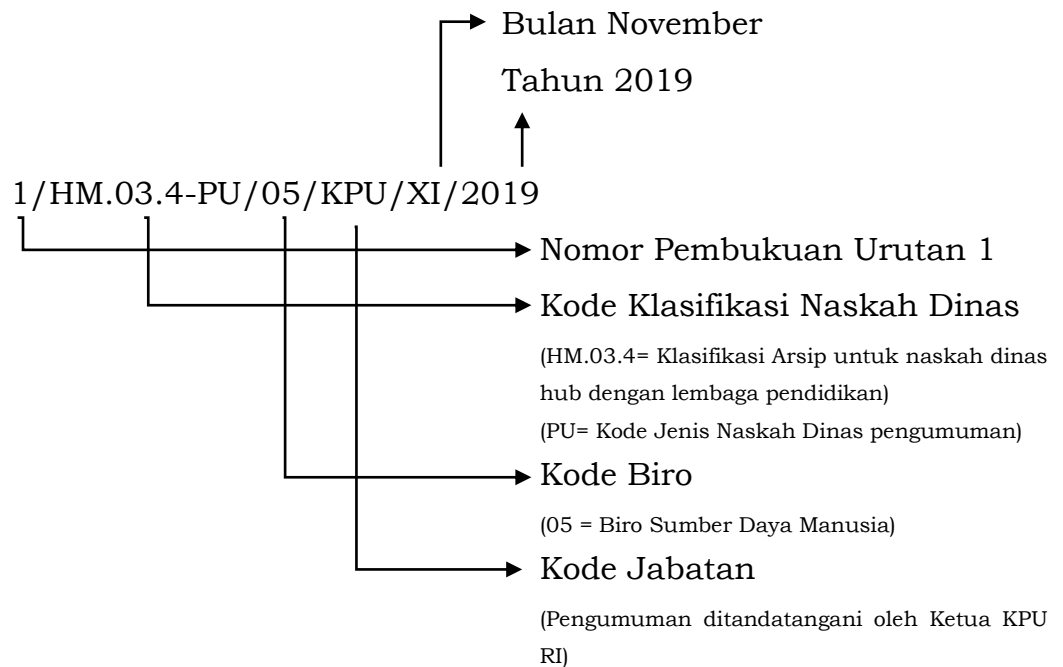 Bulan November
Tahun 2019
1/HM.03.4-PU/05/KPU/XI/2019
Nomor Pembukuan Urutan 1
Kode Klasifikasi Naskah Dinas
(HM.03.4= Klasifikasi Arsip untuk naskah dinas
hub dengan lembaga pendidikan)
(PU= Kode Jenis Naskah Dinas pengumuman)
Kode Biro
(05 = Biro Sumber Daya Manusia)
Kode Jabatan
(Pengumuman ditandatangani oleh Ketua KPU
RI)